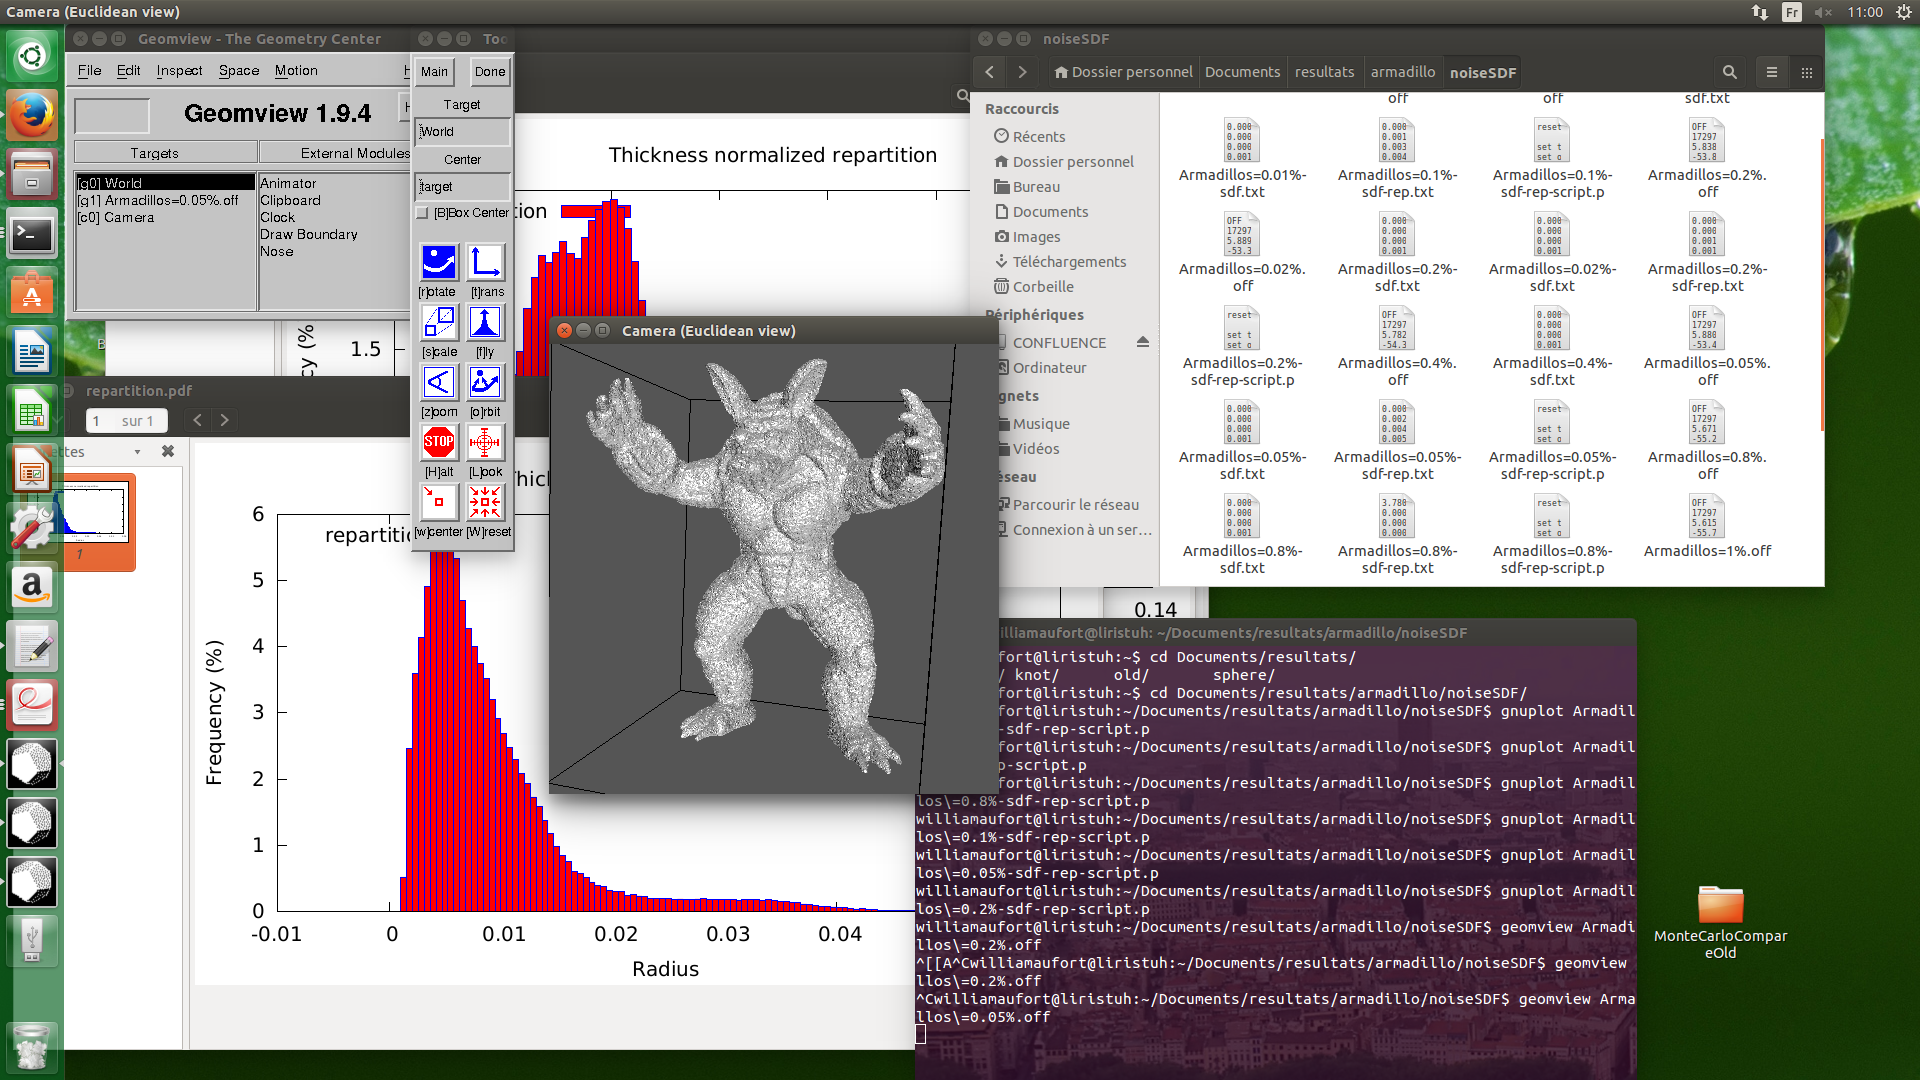 Camera (Euclidean view)
Fr
11:00
Geomview - The Geometry Center
File Edit Inspect Space Motion
Geomview 1.9.4
Targets
External Modules
[g0] World
[g1] Armadillos=0.05%.off
[c0] Camera
Animator
Clipboard
Clock
Draw Boundary
Nose
Too
Main
Done
Target
World
Center
target
[B]Box Center
[r]otate
[t]rans
[s]cale
[f]ly
[z]oom
[o]rbit
STOP
[H]alt
[L]ook
[w]center
[W]reset
Thickness normalized repartition
1.5
repartition.pdf
1 sur 1
1
6
5
4
3
2
1
0
-0.01
0
0.01
0.02
0.03
0.04
Frequency (%)
Radius
Camera (Euclidean view)
0.14
noiseSDF
Dossier personnel
Documents
resultats
armadillo
noiseSDF
Raccourcis
Récents
Dossier personnel
Bureau
Documents
Images
Téléchargements
Corbeille
Périphériques
CONFLUENCE
Ordinateur
Musique
Vidéos
Parcourir le réseau
Connexion à un ser…
off
off
sdf.txt
Armadillos=0.01%-
sdf.txt
Armadillos=0.1%-
sdf-rep.txt
Armadillos=0.1%-
sdf-rep-script.p
Armadillos=0.2%.
off
Armadillos=0.02%.
off
Armadillos=0.2%-
sdf.txt
Armadillos=0.02%-
sdf.txt
Armadillos=0.2%-
sdf-rep.txt
Armadillos=0.2%-
sdf-rep-script.p
Armadillos=0.4%.
off
Armadillos=0.4%-
sdf.txt
Armadillos=0.05%.
off
Armadillos=0.05%-
sdf.txt
Armadillos=0.05%-
sdf-rep.txt
Armadillos=0.05%-
sdf-rep-script.p
Armadillos=0.8%.
off
Armadillos=0.8%-
sdf.txt
Armadillos=0.8%-
sdf-rep.txt
Armadillos=0.8%-
sdf-rep-script.p
Armadillos=1%.off
illiamaufort@liristuh: ~/Documents/resultats/armadillo/noiseSDF
fort@liristuh:~$ cd Documents/resultats/
/ knot/ old/ sphere/
fort@liristuh:~$ cd Documents/resultats/armadillo/noiseSDF/
fort@liristuh:~/Documents/resultats/armadillo/noiseSDF$ gnuplot Armadil
-sdf-rep-script.p
fort@liristuh:~/Documents/resultats/armadillo/noiseSDF$ gnuplot Armadil
p-script.p
fort@liristuh:~/Documents/resultats/armadillo/noiseSDF$ gnuplot Armadil
los\=0.8%-sdf-rep-script.p
williamaufort@liristuh:~/Documents/resultats/armadillo/noiseSDF$ gnuplot Armadil
los\=0.1%-sdf-rep-script.p
williamaufort@liristuh:~/Documents/resultats/armadillo/noiseSDF$ gnuplot Armadil
los\=0.05%-sdf-rep-script.p
williamaufort@liristuh:~/Documents/resultats/armadillo/noiseSDF$ gnuplot Armadil
los\=0.2%-sdf-rep-script.p
williamaufort@liristuh:~/Documents/resultats/armadillo/noiseSDF$ geomview Armadi
llos\=0.2%.off
^[[A^Cwilliamaufort@liristuh:~/Documents/resultats/armadillo/noiseSDF$ geomview
llos\=0.2%.off
^Cwilliamaufort@liristuh:~/Documents/resultats/armadillo/noiseSDF$ geomview Arma
llos\=0.05%.off
MonteCarloCompar
eOld